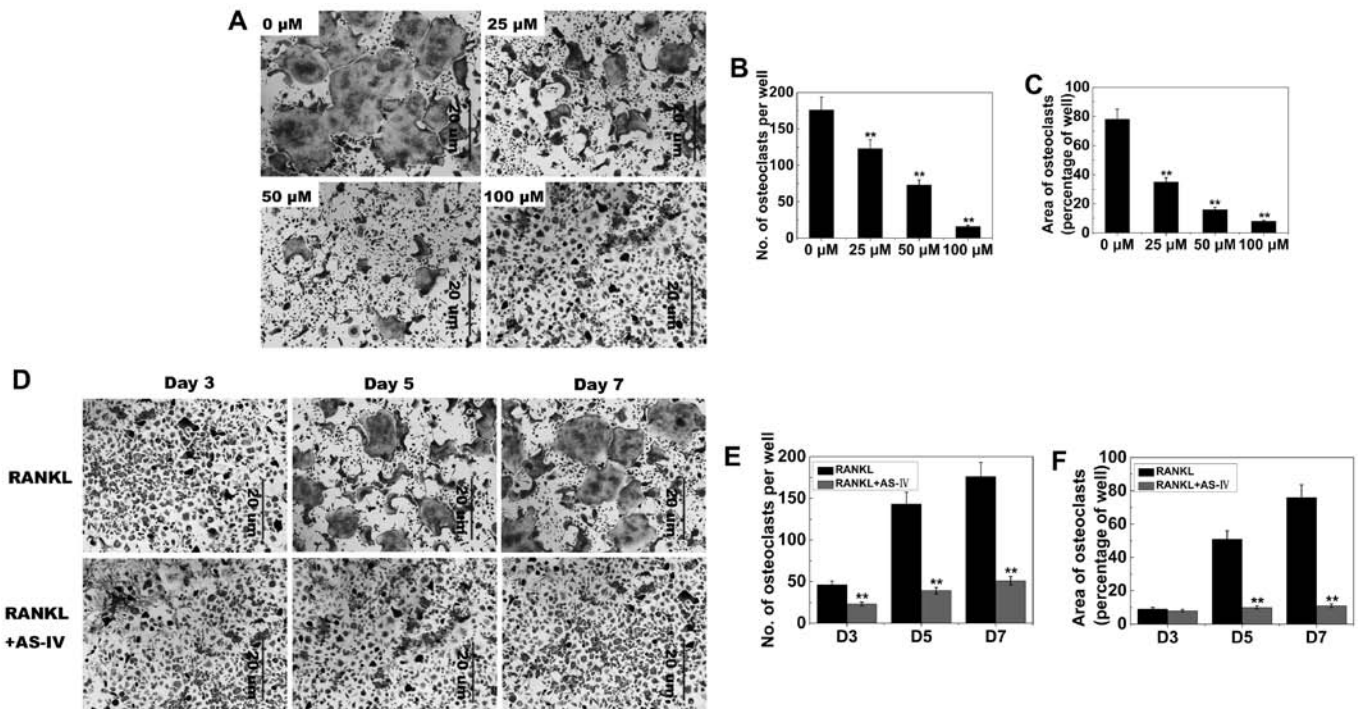 A
0 µM
25 µM
20 um
20 um
50 µM
100 µM
20 um
20 um
B
No. of osteoclasts per well
200
150
100
50
0
**
**
**
0 µM 25 µM 50 µM 100 µM
C
Area of osteoclasts
(percentage of well)
80
60
40
20
0
**
**
**
0 µM 25 µM 50 µM 100 µM
D
Day 3 Day 5 Day 7
RANKL
20 um
20 um
20 um
RANKL
+AS-IV
20 um
20 um
20 um
E
No. of osteoclasts per well
200
150
100
50
0
RANKL
RANKL+AS-IV
**
**
**
D3 D5 D7
F
Area of osteoclasts
(percentage of well)
100
80
60
40
20
0
RANKL
RANKL+AS-IV
**
**
D3 D5 D7